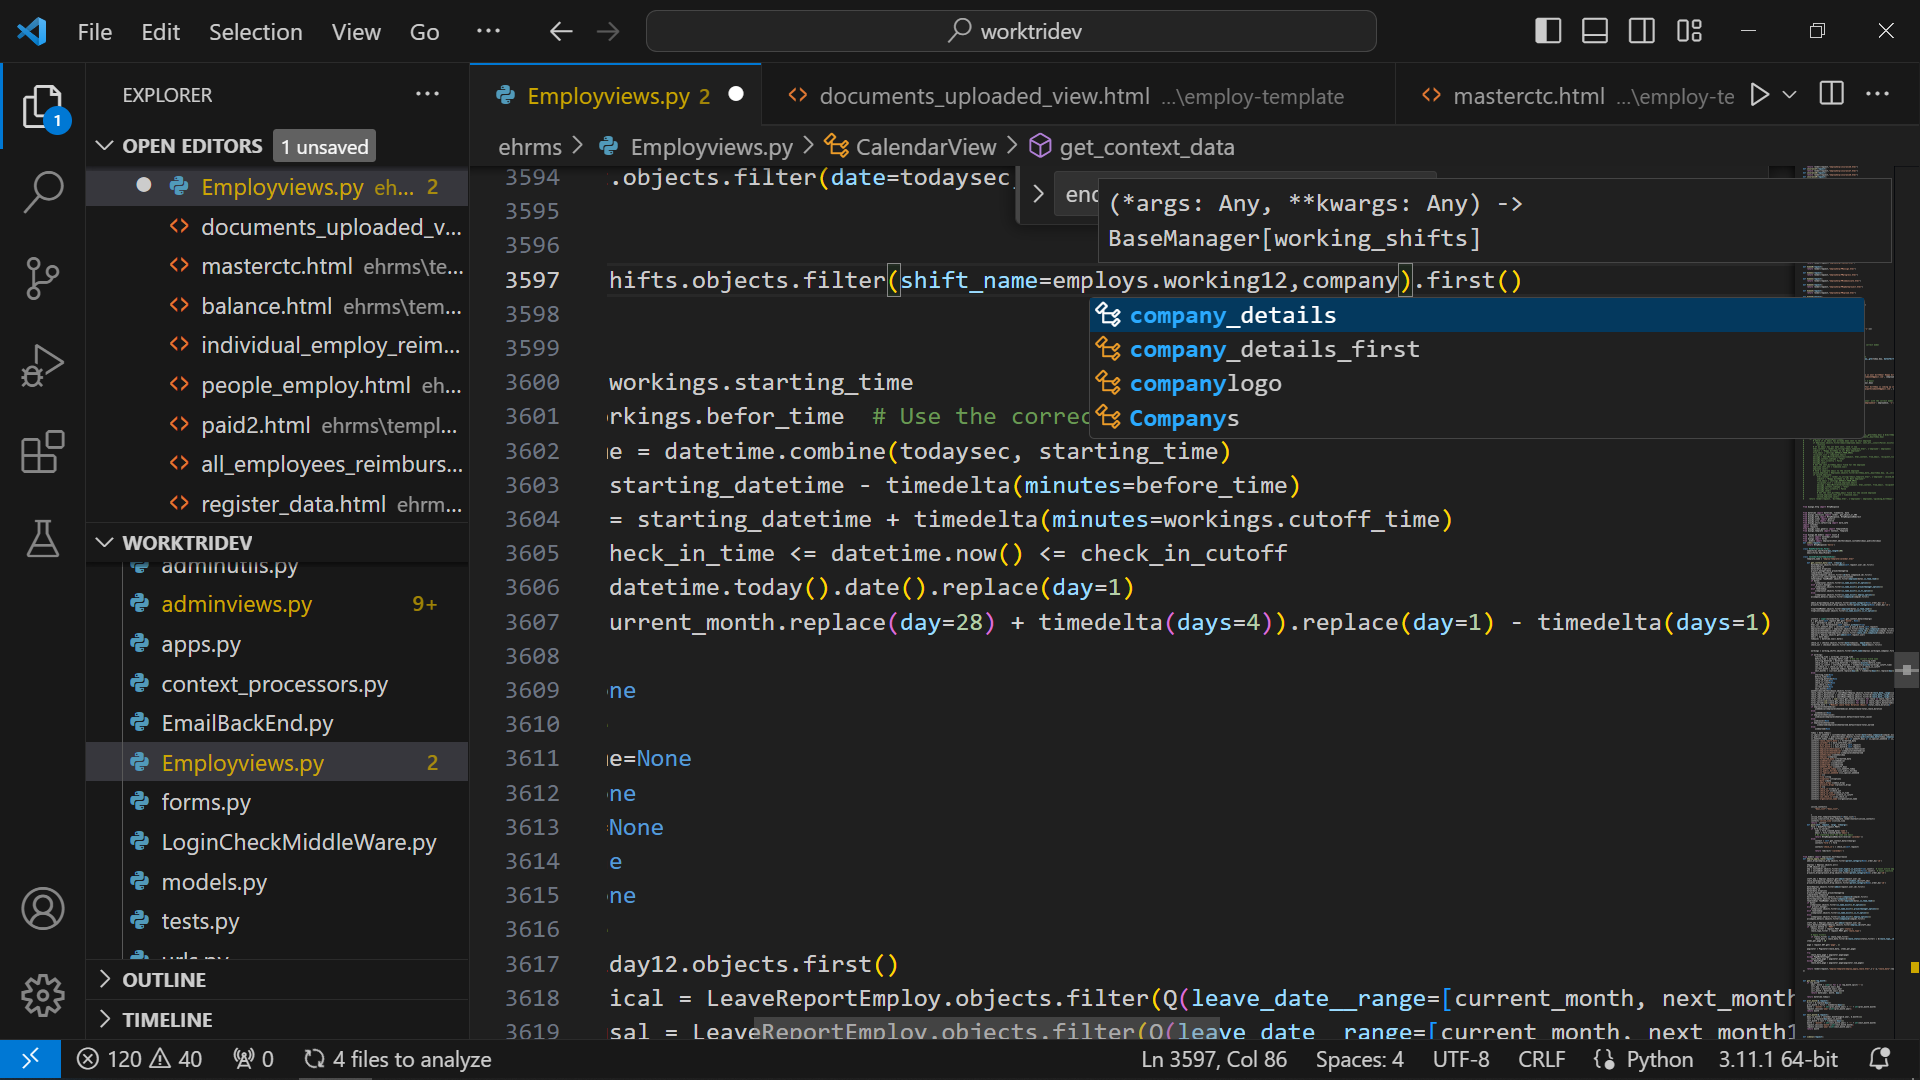 File Edit Selection View Go ··· worktridev
EXPLORER ···
OPEN EDITORS 1 unsaved
Employviews.py eh... 2
documents_uploaded_v...
masterctc.html ehrms\te...
balance.html ehrms\tem...
individual_employ_reim...
people_employ.html eh...
paid2.html ehrms\templ...
all_employees_reimburs...
register_data.html ehrm...
WORKTRIDEV
adminutils.py
adminviews.py 9+
apps.py
context_processors.py
EmailBackEnd.py
Employviews.py 2
forms.py
LoginCheckMiddleWare.py
models.py
tests.py
urls.py
OUTLINE
TIMELINE
Employviews.py 2 documents_uploaded_view.html ...\employ-template masterctc.html ...\employ-te ···
ehrms > Employviews.py > CalendarView > get_context_data
(*args: Any, **kwargs: Any) ->
BaseManager[working_shifts]
3594 .objects.filter(date=todaysec,
3595
3596
3597 hifts.objects.filter(shift_name=employs.working12,company).first()
company_details
company_details_first
companylogo
Companys
3598
3599
3600 workings.starting_time
3601 rkings.befor_time # Use the correc
3602 e = datetime.combine(todaysec, starting_time)
3603 starting_datetime - timedelta(minutes=before_time)
3604 = starting_datetime + timedelta(minutes=workings.cutoff_time)
3605 heck_in_time <= datetime.now() <= check_in_cutoff
3606 datetime.today().date().replace(day=1)
3607 urrent_month.replace(day=28) + timedelta(days=4)).replace(day=1) - timedelta(days=1)
3608
3609 ne
3610
3611 e=None
3612 ne
3613 None
3614 e
3615 ne
3616
3617 day12.objects.first()
3618 ical = LeaveReportEmploy.objects.filter(Q(leave_date__range=[current_month, next_month
3619 sal = LeaveReportEmploy.objects.filter(Q(leave_date__range=[current_month, next_month1
120 40 0 4 files to analyze Ln 3597, Col 86 Spaces: 4 UTF-8 CRLF {} Python 3.11.1 64-bit